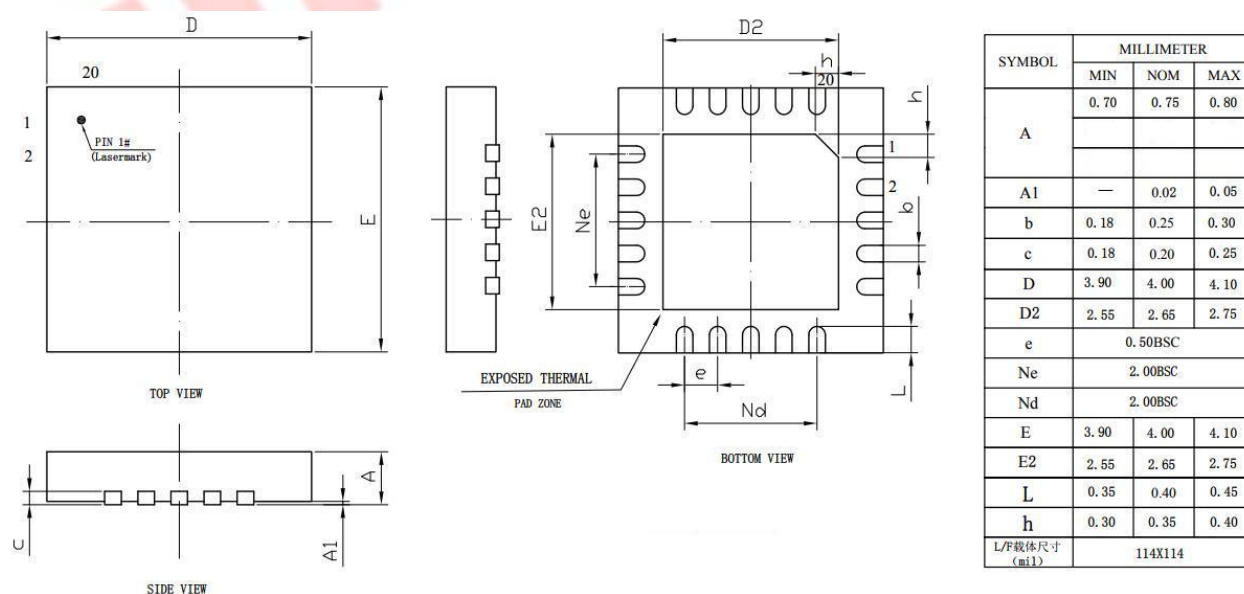 D
20
1
2
PIN 1#
(Lasermark)
E
TOP VIEW
c
A
A1
SIDE VIEW
D2
h
20
h
1
2
E2
Ne
b
EXPOSED THERMAL
PAD ZONE
e
Nd
L
BOTTOM VIEW
SYMBOL MILLIMETER
MIN NOM MAX
A 0.70 0.75 0.80
A1 — 0.02 0.05
b 0.18 0.25 0.30
c 0.18 0.20 0.25
D 3.90 4.00 4.10
D2 2.55 2.65 2.75
e 0.50BSC
Ne 2.00BSC
Nd 2.00BSC
E 3.90 4.00 4.10
E2 2.55 2.65 2.75
L 0.35 0.40 0.45
h 0.30 0.35 0.40
L/F载体尺寸
(mil) 114X114